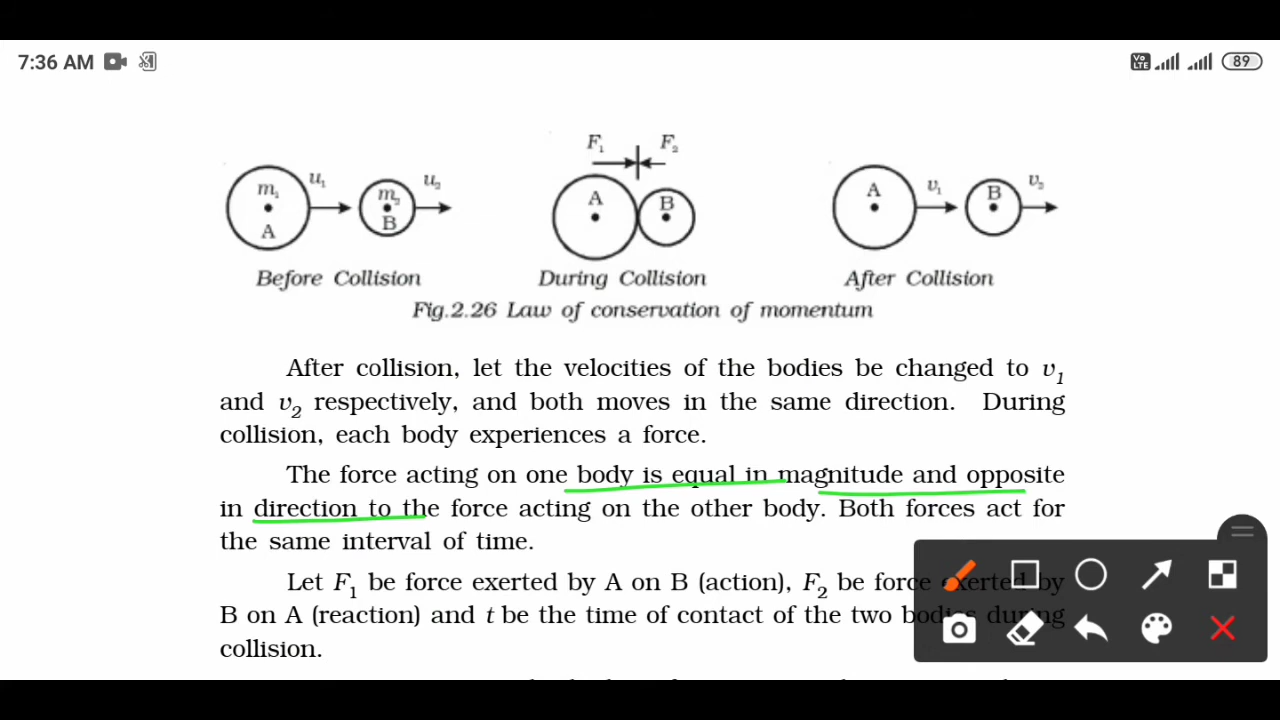 7:36 AM VoLTE 89
F₁ F₂
m₁ u₁ m₂ u₂ A B A v₁ B v₂
A B
Before Collision During Collision After Collision
Fig.2.26 Law of conservation of momentum
After collision, let the velocities of the bodies be changed to v₁
and v₂ respectively, and both moves in the same direction. During
collision, each body experiences a force.
The force acting on one body is equal in magnitude and opposite
in direction to the force acting on the other body. Both forces act for
the same interval of time.
Let F₁ be force exerted by A on B (action), F₂ be force exerted by
B on A (reaction) and t be the time of contact of the two bodies during
collision.